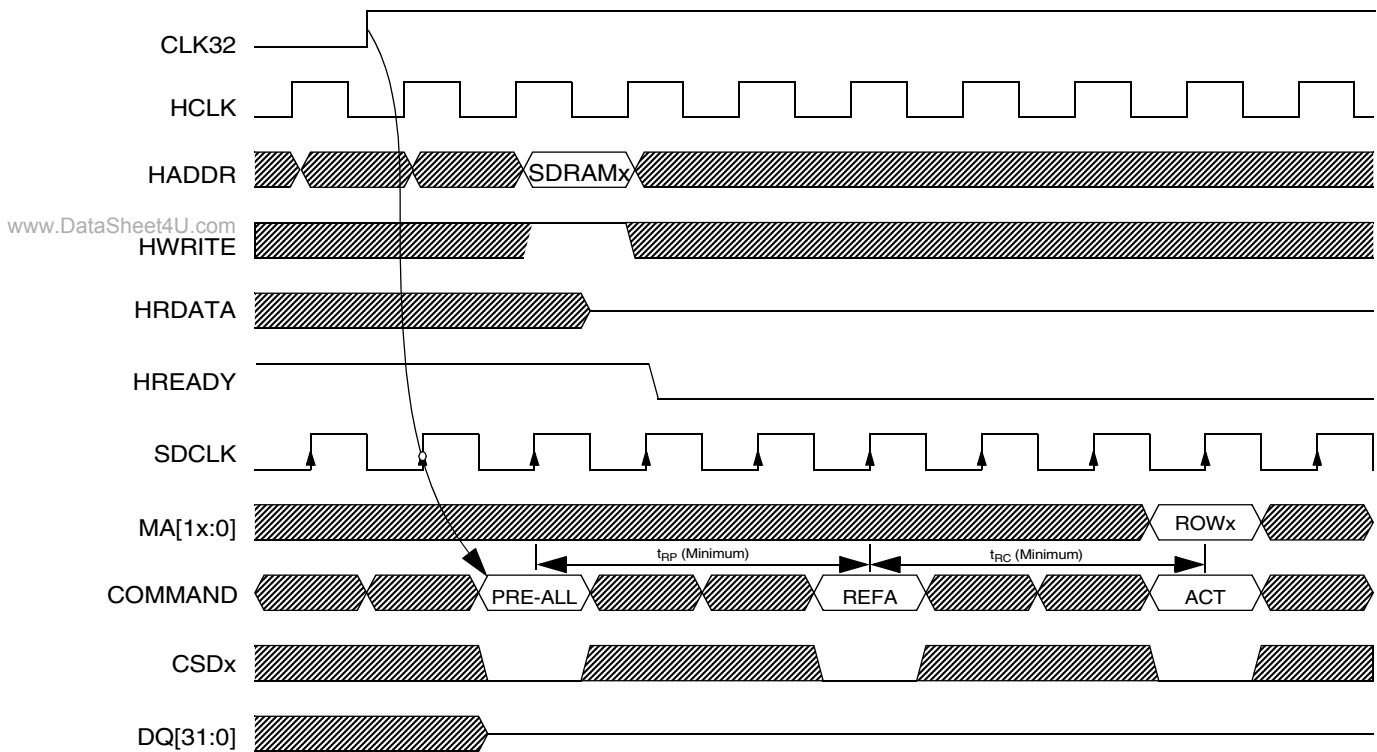 CLK32
HCLK
HADDR
SDRAMx
www.DataSheet4U.com
HWRITE
HRDATA
HREADY
SDCLK
MA[1x:0]
ROWx
tRP (Minimum)
tRC (Minimum)
COMMAND
PRE-ALL
REFA
ACT
CSDx
DQ[31:0]